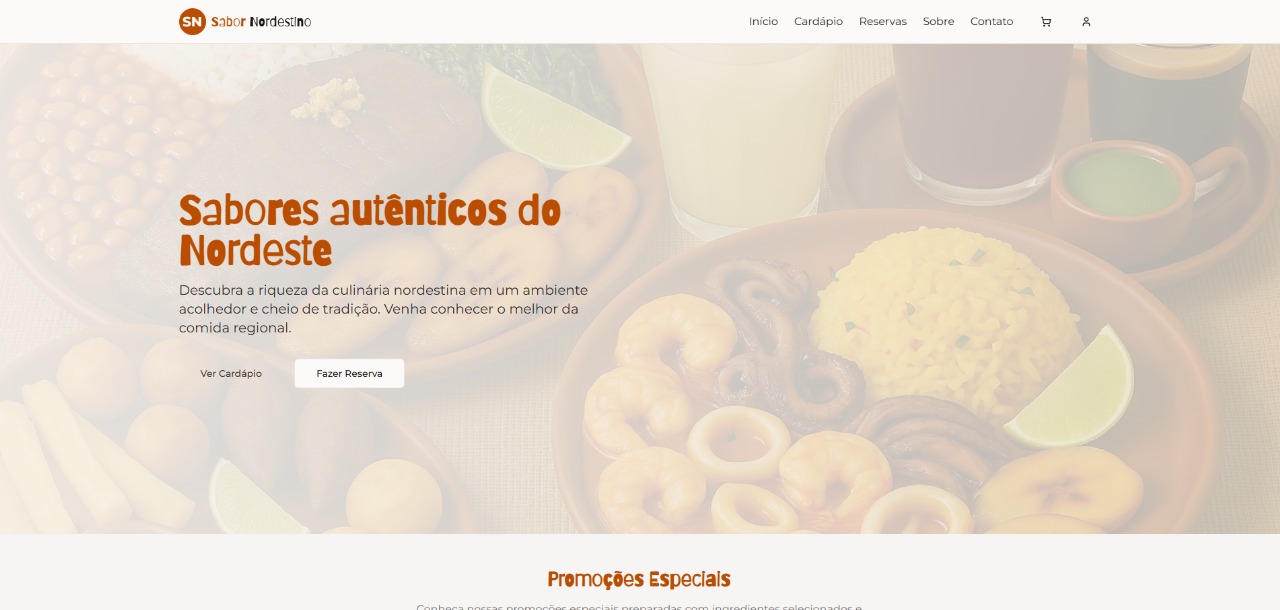 SN Sabor Nordestino
Início Cardápio Reservas Sobre Contato
Sabores autênticos do
Nordeste
Descubra a riqueza da culinária nordestina em um ambiente
acolhedor e cheio de tradição. Venha conhecer o melhor da
comida regional.
Ver Cardápio
Fazer Reserva
Promoções Especiais
Conheça nossas promoções especiais preparadas com ingredientes selecionados e